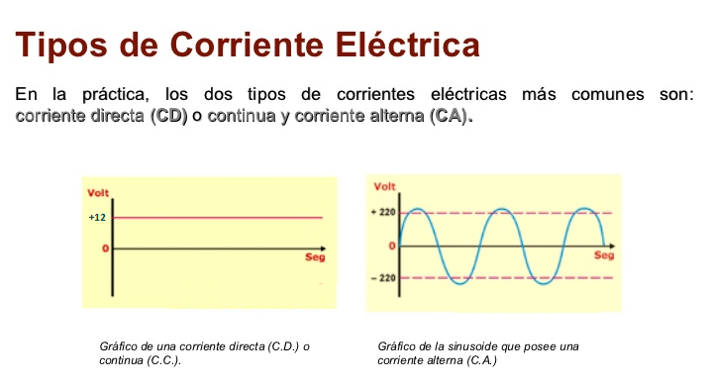 Tipos de Corriente Eléctrica
En la práctica, los dos tipos de corrientes eléctricas más comunes son:
corriente directa (CD) o continua y corriente alterna (CA).
Volt
+12
0
Seg
Volt
+ 220
0
Seg
- 220
Gráfico de una corriente directa (C.D.) o
continua (C.C.).
Gráfico de la sinusoide que posee una
corriente alterna (C.A.)